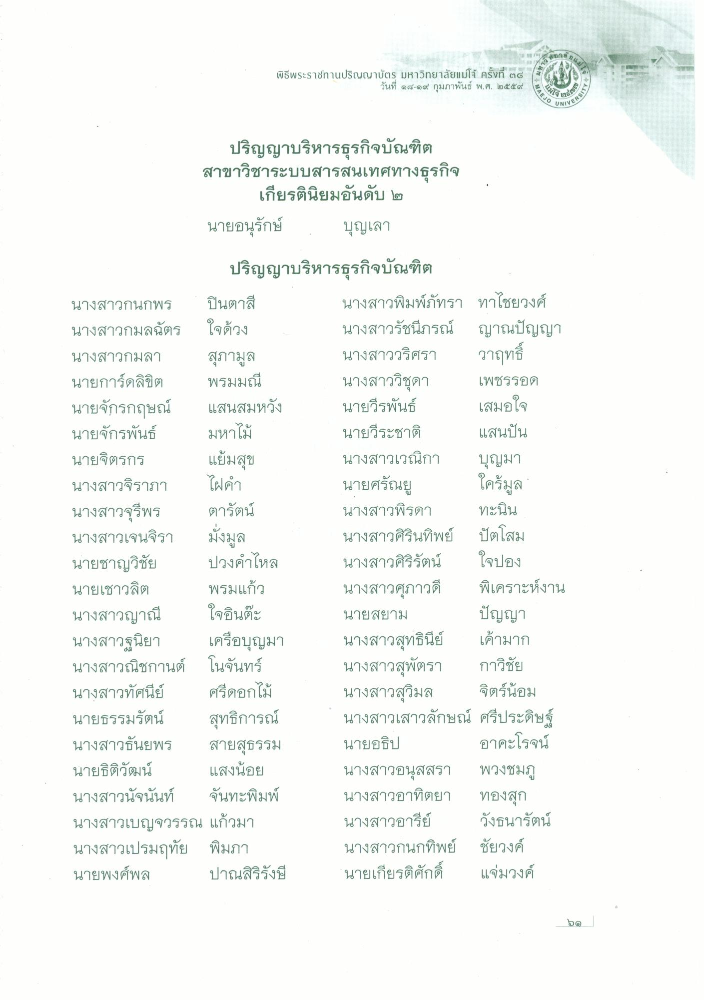 พิธีพระราชทานปริญญาบัตร มหาวิทยาลัยแม่โจ้ ครั้งที่ ๓๘
วันที่ ๑๘-๑๙ กุมภาพันธ์ พ.ศ. ๒๕๕๙
มหาวิทยาลัยแม่โจ้
แม่โจ้ ๒๔๗๗
MAEJO UNIVERSITY
ปริญญาบริหารธุรกิจบัณฑิต
สาขาวิชาระบบสารสนเทศทางธุรกิจ
เกียรตินิยมอันดับ ๒
นายอนุรักษ์ บุญเลา
ปริญญาบริหารธุรกิจบัณฑิต
นางสาวกนกพร ปินตาสี
นางสาวกมลฉัตร ใจด้วง
นางสาวกมลา สุภามูล
นายการ์ดลิขิต พรมมณี
นายจักรกฤษณ์ แสนสมหวัง
นายจักรพันธ์ มหาไม้
นายจิตรกร แย้มสุข
นางสาวจิราภา ไฝคำ
นางสาวจุรีพร ตารัตน์
นางสาวเจนจิรา มั่งมูล
นายชาญวิชัย ปวงคำไหล
นายเชาวลิต พรมแก้ว
นางสาวญาณี ใจอินต๊ะ
นางสาวฐนิยา เครือบุญมา
นางสาวณิชกานต์ โนจันทร์
นางสาวทัศนีย์ ศรีดอกไม้
นายธรรมรัตน์ สุทธิการณ์
นางสาวธันยพร สายสุธรรม
นายธิติวัฒน์ แสงน้อย
นางสาวนัจนันท์ จันทะพิมพ์
นางสาวเบญจวรรณ แก้วมา
นางสาวเปรมฤทัย พิมภา
นายพงศ์พล ปาณสิริรังษี
นางสาวพิมพ์ภัทรา ทาไชยวงศ์
นางสาวรัชนีภรณ์ ญาณปัญญา
นางสาววริศรา วาฤทธิ์
นางสาววิชุดา เพชรรอด
นายวีรพันธ์ เสมอใจ
นายวีระชาติ แสนปัน
นางสาวเวณิกา บุญมา
นายศรัณยู ใคร้มูล
นางสาวพิรดา ทะนิน
นางสาวศิรินทิพย์ ปัตโสม
นางสาวศิริรัตน์ ใจปอง
นางสาวศุภาวดี พิเคราะห์งาน
นายสยาม ปัญญา
นางสาวสุทธินีย์ เค้ามาก
นางสาวสุพัตรา กาวิชัย
นางสาวสุวิมล จิตร์น้อม
นางสาวเสาวลักษณ์ ศรีประดิษฐ์
นายอธิป อาคะโรจน์
นางสาวอนุสสรา พวงชมภู
นางสาวอาทิตยา ทองสุก
นางสาวอารีย์ วังธนารัตน์
นางสาวกนกทิพย์ ชัยวงค์
นายเกียรติศักดิ์ แจ่มวงค์
๖๑